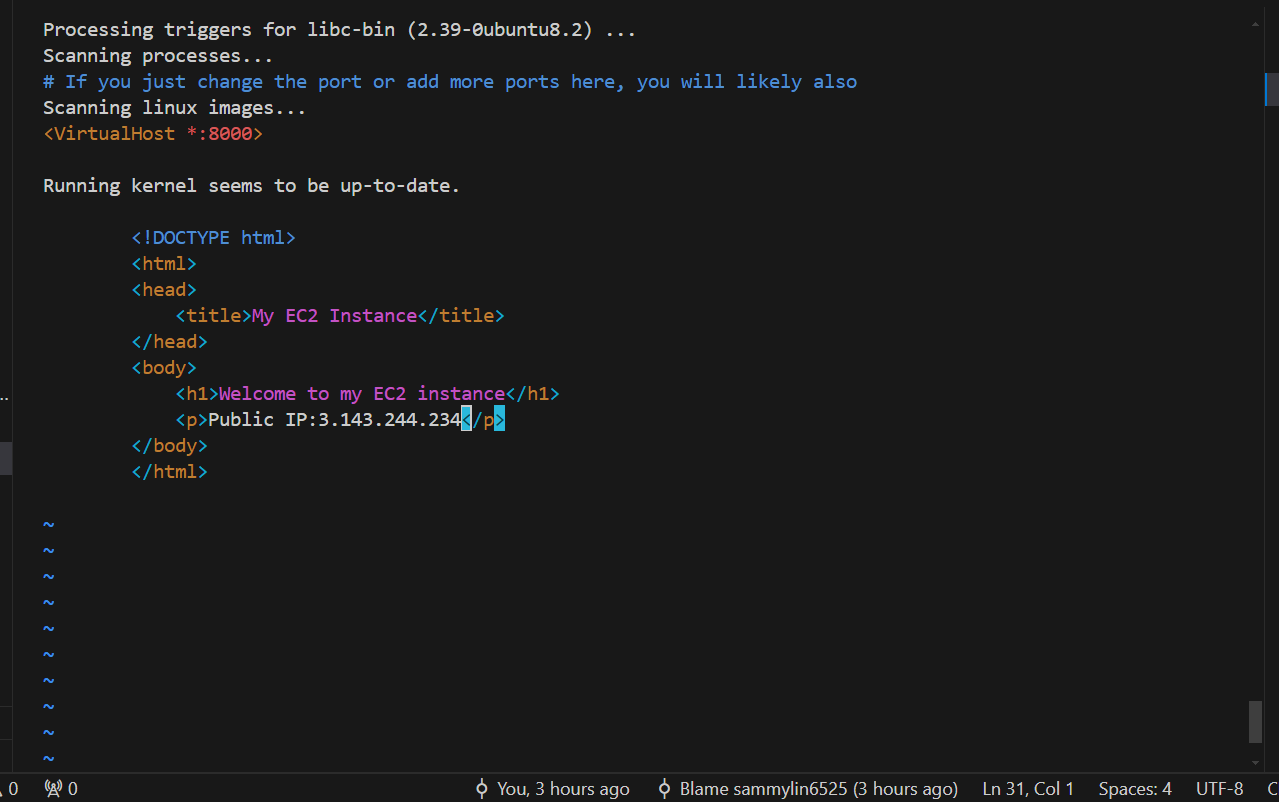 Processing triggers for libc-bin (2.39-0ubuntu8.2) ...
Scanning processes...
# If you just change the port or add more ports here, you will likely also
Scanning linux images...
<VirtualHost *:8000>
Running kernel seems to be up-to-date.
<!DOCTYPE html>
<html>
<head>
<title>My EC2 Instance</title>
</head>
<body>
<h1>Welcome to my EC2 instance</h1>
<p>Public IP:3.143.244.234</p>
</body>
</html>
~
~
~
~
~
~
~
~
~
~
0 0 You, 3 hours ago Blame sammylin6525 (3 hours ago) Ln 31, Col 1 Spaces: 4 UTF-8